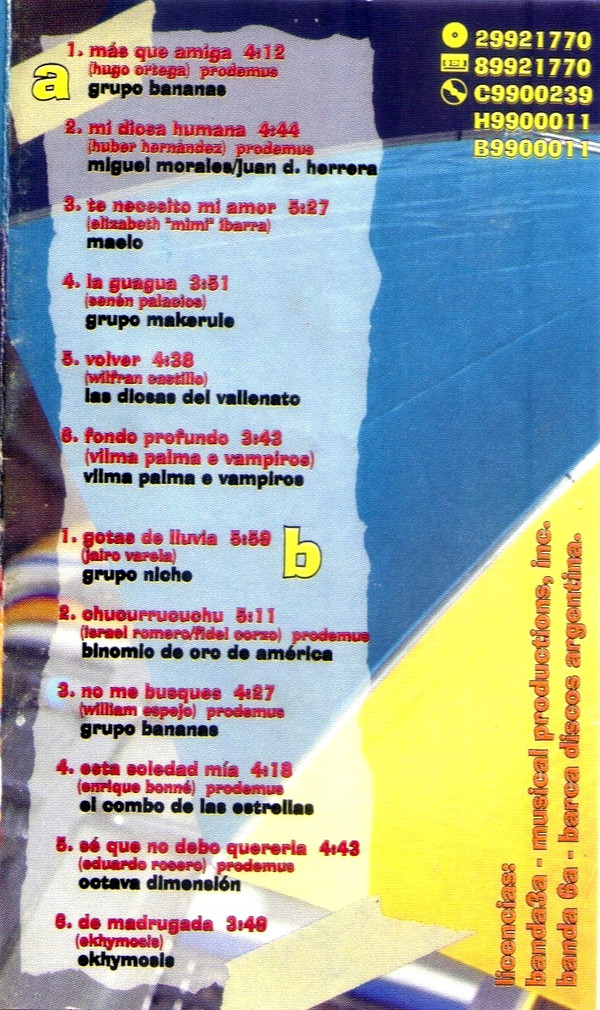 a
1. más que amiga 4:12
(hugo ortega) prodemus
grupo bananas
2. mi diosa humana 4:44
(huber hernández) prodemus
miguel morales/juan d. herrera
3. te necesito mi amor 5:27
(elizabeth "mimi" ibarra)
maelo
4. la guagua 3:51
(senén palacios)
grupo makerule
5. volver 4:38
(wilfran castillo)
las diosas del vallenato
6. fondo profundo 3:43
(vilma palma e vampiros)
vilma palma e vampiros
b
1. gotas de lluvia 5:59
(jairo varela)
grupo niche
2. chucurrucuchu 5:11
(israel romero/fidel corzo) prodemus
binomio de oro de américa
3. no me busques 4:27
(william espejo) prodemus
grupo bananas
4. esta soledad mía 4:18
(enrique bonné) prodemus
el combo de las estrellas
5. sé que no debo quererla 4:43
(eduardo rosero) prodemus
octava dimensión
6. de madrugada 3:49
(ekhymosis)
ekhymosis
29921770
89921770
C9900239
H9900011
B9900011
licencias:
banda3a - musical productions, inc.
banda 6a - barca discos argentina.